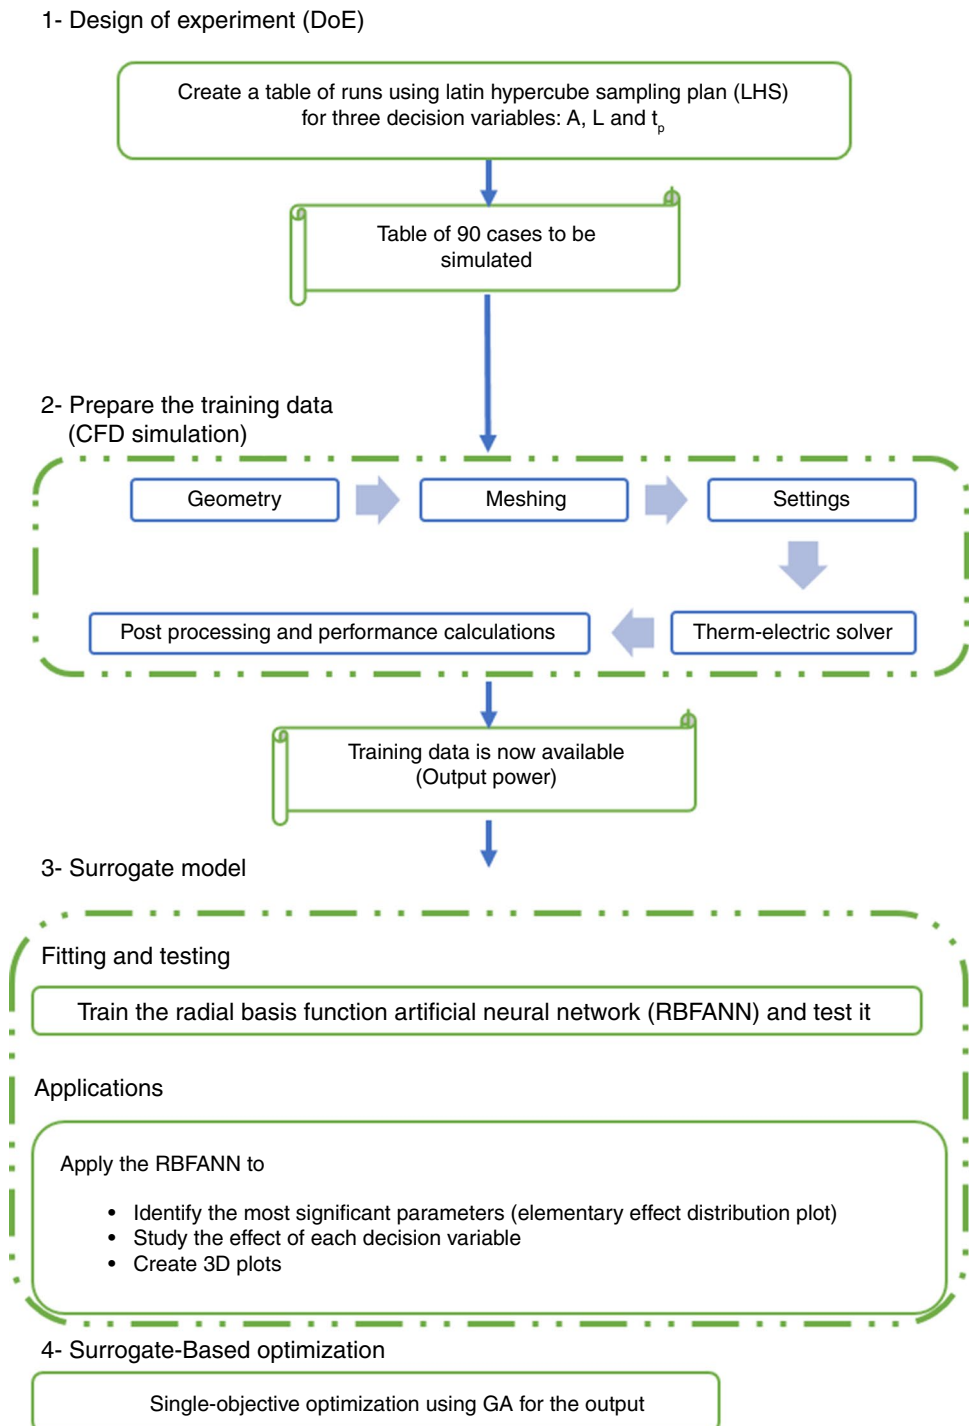 1- Design of experiment (DoE)
Create a table of runs using latin hypercube sampling plan (LHS)
for three decision variables: A, L and tp
Table of 90 cases to be
simulated
2- Prepare the training data
(CFD simulation)
Geometry
Meshing
Settings
Post processing and performance calculations
Therm-electric solver
Training data is now available
(Output power)
3- Surrogate model
Fitting and testing
Train the radial basis function artificial neural network (RBFANN) and test it
Applications
Apply the RBFANN to
• Identify the most significant parameters (elementary effect distribution plot)
• Study the effect of each decision variable
• Create 3D plots
4- Surrogate-Based optimization
Single-objective optimization using GA for the output